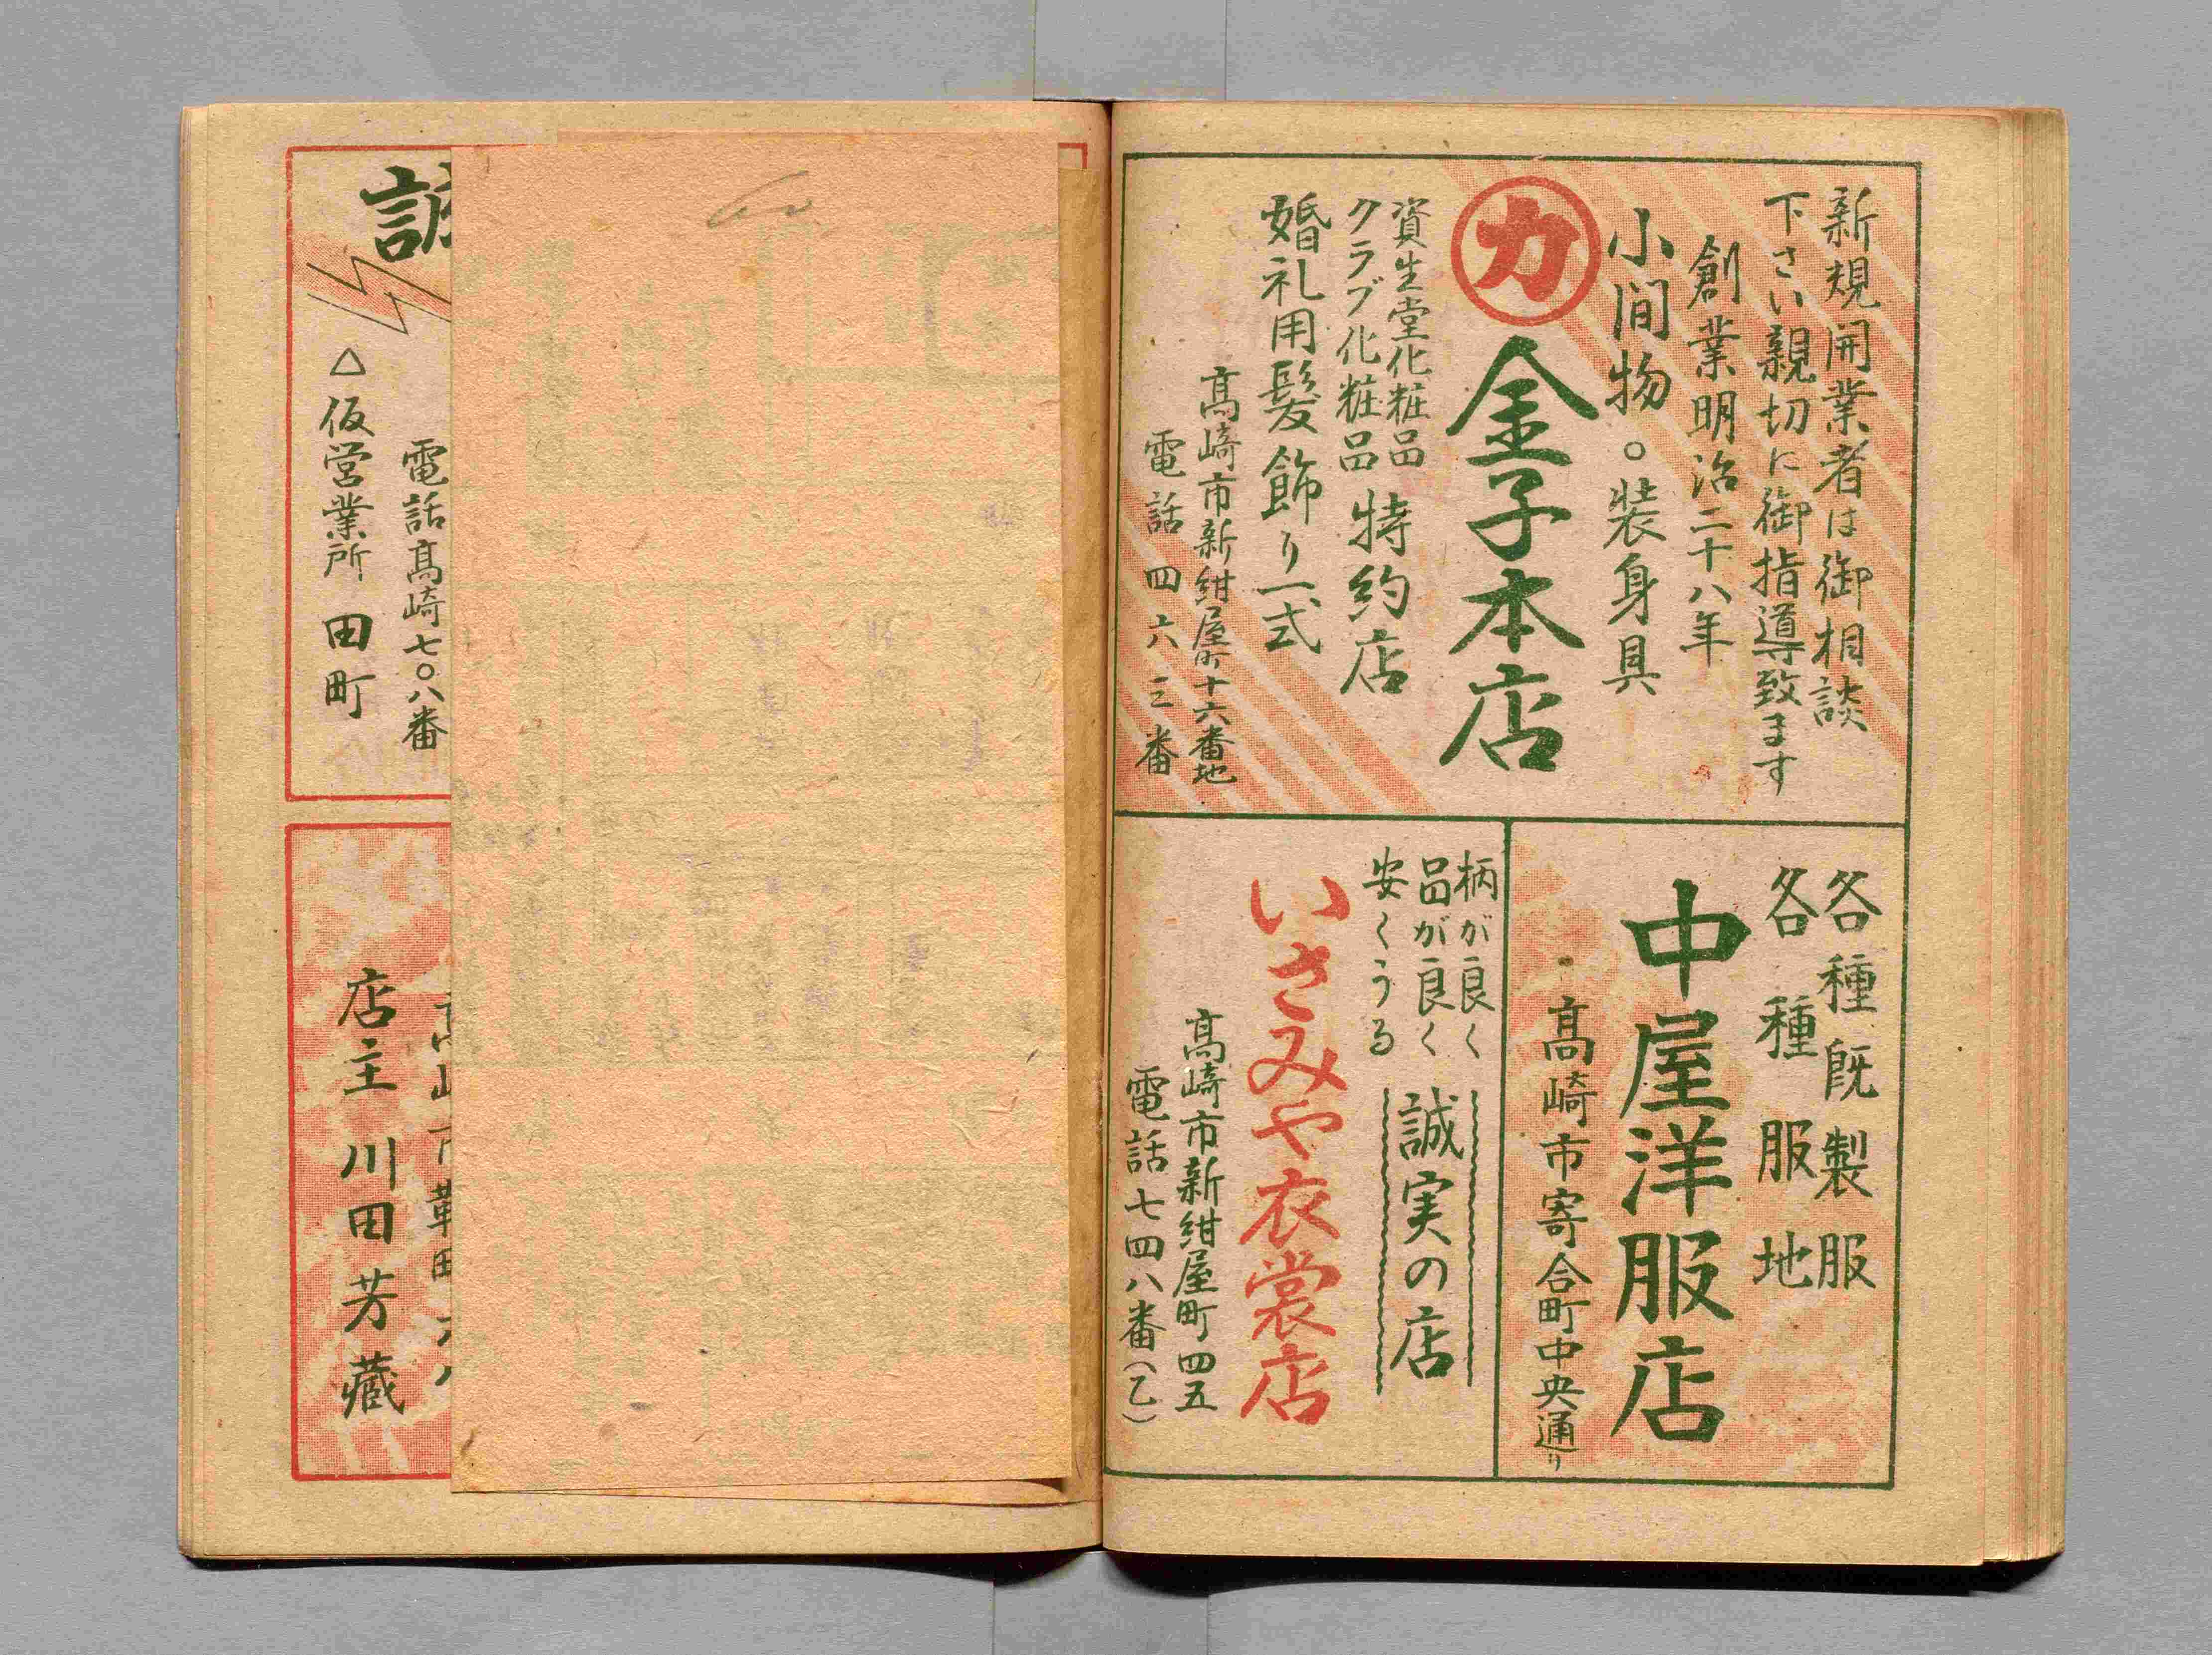 新規開業者は御相談
下さい親切に御指導致ます
創業明治二十八年
小間物。装身具
カ
金子本店
資生堂化粧品
クラブ化粧品
特約店
婚礼用髪飾り一式
高崎市新紺屋町十六番地
電話四六三番
各種既製服
各種服地
中屋洋服店
高崎市寄合町中央通り
柄が良く
品が良く
安くうる
誠実の店
いさみや衣裳店
高崎市新紺屋町四五
電話七四八番(乙)
電話高崎七〇八番
△仮営業所 田町
店主 川田芳藏